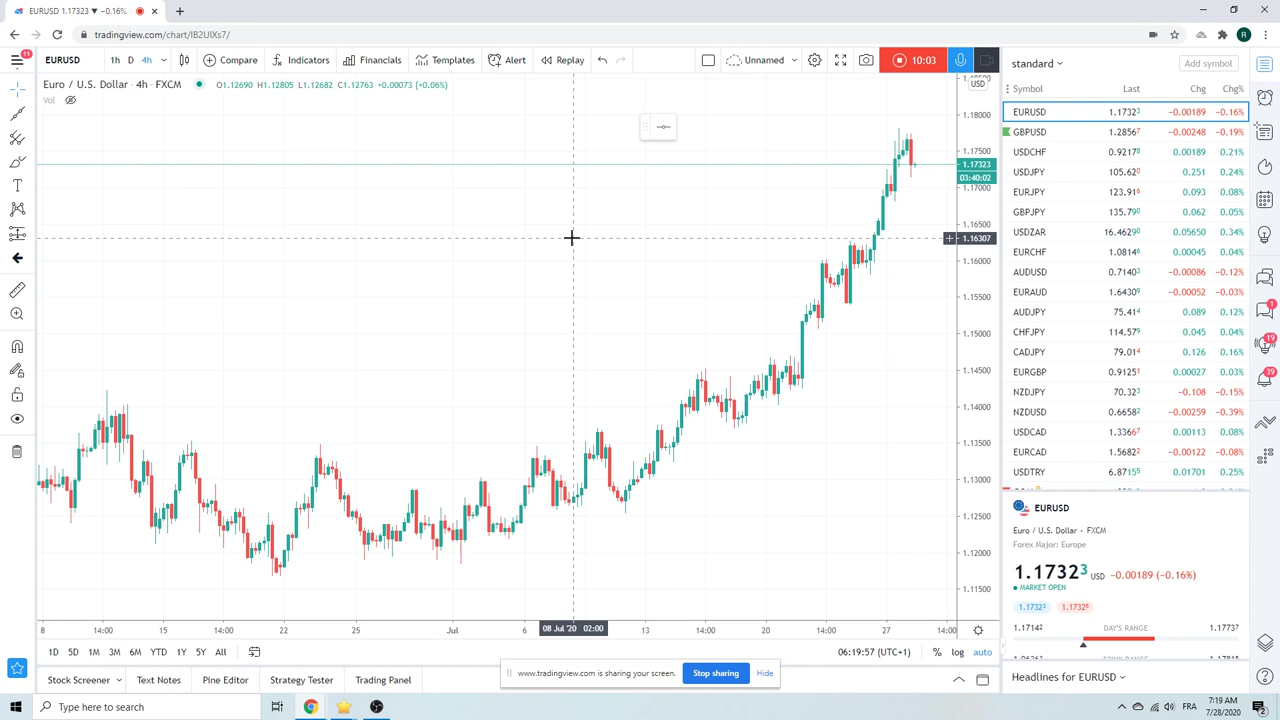 EURUSD 1.17323 ▼ −0.16%
tradingview.com/chart/IB2UlXs7/
R
11
EURUSD
1h D 4h
Compare
Indicators
Financials
Templates
Alert
Replay
Unnamed
10:03
Euro / U.S. Dollar · 4h · FXCM
O1.12690 H1.12805 L1.12682 C1.12763 +0.00073 (+0.06%)
Vol
USD
1.18000
1.17500
1.17323
03:40:02
1.17000
1.16500
1.16307
1.16000
1.15500
1.15000
1.14500
1.14000
1.13500
1.13000
1.12500
1.12000
1.11500
8 14:00 15 14:00 22 25 Jul 6 08 Jul '20 02:00 13 14:00 20 14:00 27 14:00
1D 5D 1M 3M 6M YTD 1Y 5Y All
06:19:57 (UTC+1)
% log auto
Stock Screener
Text Notes
Pine Editor
Strategy Tester
Trading Panel
www.tradingview.com is sharing your screen.
Stop sharing
Hide
standard
Add symbol
Symbol Last Chg Chg%
EURUSD 1.17323 −0.00189 −0.16%
GBPUSD 1.28567 −0.00248 −0.19%
USDCHF 0.92178 0.00189 0.21%
USDJPY 105.620 0.251 0.24%
EURJPY 123.916 0.093 0.08%
GBPJPY 135.790 0.062 0.05%
USDZAR 16.46290 0.05650 0.34%
EURCHF 1.08146 0.00045 0.04%
AUDUSD 0.71403 −0.00086 −0.12%
EURAUD 1.64309 −0.00052 −0.03%
AUDJPY 75.414 0.089 0.12%
CHFJPY 114.579 0.045 0.04%
CADJPY 79.014 0.126 0.16%
EURGBP 0.91251 0.00027 0.03%
NZDJPY 70.323 −0.108 −0.15%
NZDUSD 0.66582 −0.00259 −0.39%
USDCAD 1.33667 0.00113 0.08%
EURCAD 1.56822 −0.00122 −0.08%
USDTRY 6.87155 0.01701 0.25%
EURUSD
Euro / U.S. Dollar · FXCM
Forex Major: Europe
1.17323 USD −0.00189 (−0.16%)
MARKET OPEN
1.17323
1.17325
1.17142 DAY'S RANGE 1.17737
Headlines for EURUSD
1
19
39
Type here to search
FRA
7:19 AM
7/28/2020
2